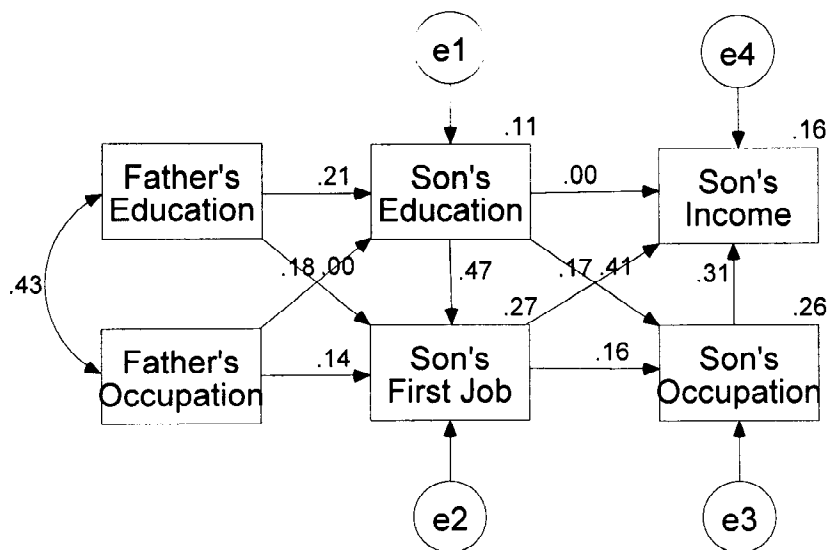 e1
e4
.11
.16
Father's
Education
.21
Son's
Education
.00
Son's
Income
.43
.18
.00
.47
.17
.41
.31
.27
.26
Father's
Occupation
.14
Son's
First Job
.16
Son's
Occupation
e2
e3